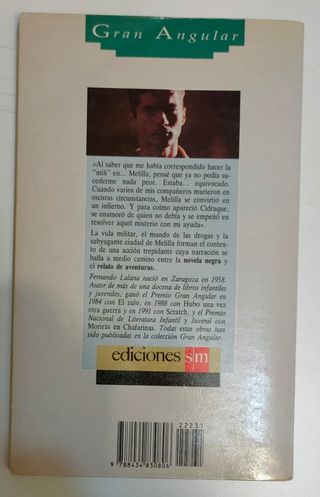 Gran Angular
«Al saber que me había correspondido hacer la
"mili" en... Melilla, pensé que ya no podía su-
cederme nada peor. Estaba... equivocado.
Cuando varios de mis compañeros murieron en
oscuras circunstancias, Melilla se convirtió en
un infierno. Y para colmo apareció Cidraque,
se enamoró de quien no debía y se empeñó en
resolver aquel misterio con mi ayuda».
La vida militar, el mundo de las drogas y la
subyugante ciudad de Melilla forman el contex-
to de una acción trepidante cuya narración se
halla a medio camino entre la novela negra y
el relato de aventuras.
Fernando Lalana nació en Zaragoza en 1958.
Autor de más de una docena de libros infantiles
y juveniles, ganó el Premio Gran Angular en
1984 con El zulo, en 1988 con Hubo una vez
otra guerra y en 1991 con Scratch, y el Premio
Nacional de Literatura Infantil y Juvenil con
Morirás en Chafarinas. Todas estas obras han
sido publicadas en la colección Gran Angular.
ediciones sm
22231
9 788434 830806